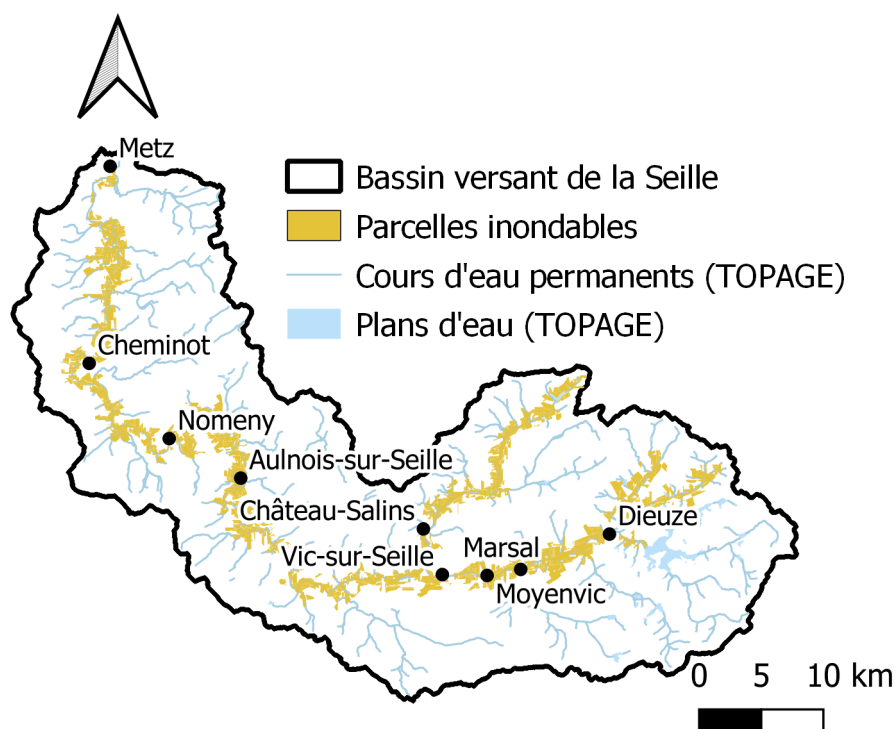 Metz
Bassin versant de la Seille
Parcelles inondables
Cours d'eau permanents (TOPAGE)
Plans d'eau (TOPAGE)
Cheminot
Nomeny
Aulnois-sur-Seille
Château-Salins
Dieuze
Vic-sur-Seille
Marsal
Moyenvic
0 5 10 km